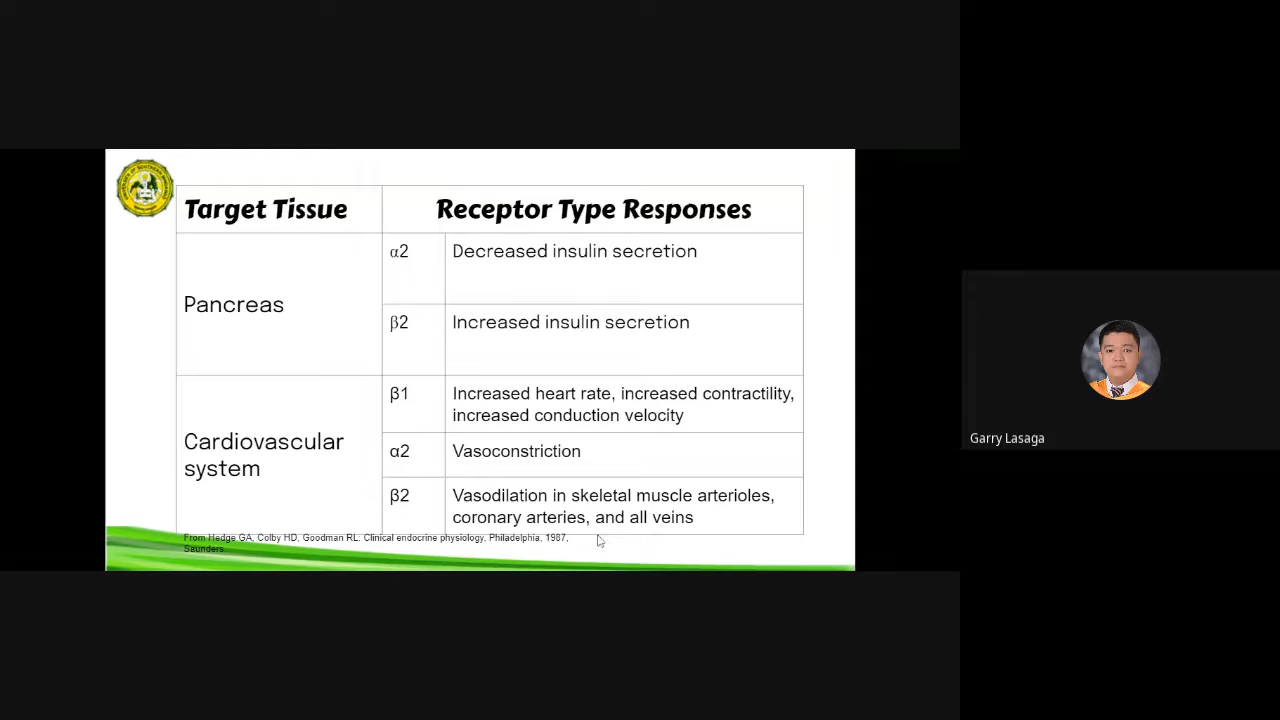 Target Tissue
Receptor Type Responses
α2
Decreased insulin secretion
Pancreas
β2
Increased insulin secretion
β1
Increased heart rate, increased contractility,
increased conduction velocity
Cardiovascular
system
α2
Vasoconstriction
β2
Vasodilation in skeletal muscle arterioles,
coronary arteries, and all veins
From Hedge GA, Colby HD, Goodman RL: Clinical endocrine physiology, Philadelphia, 1987,
Saunders
Garry Lasaga